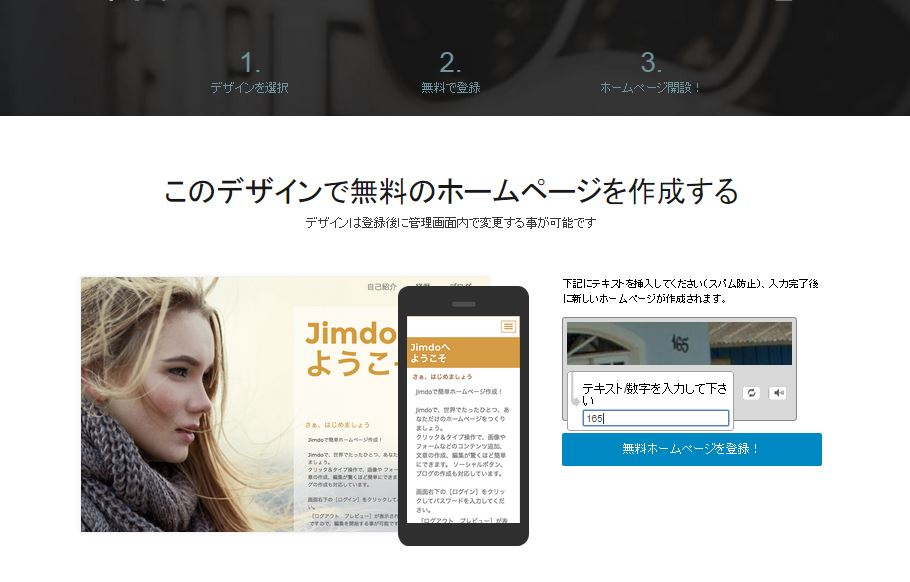 1.
2.
3.
デザインを選択
無料で登録
ホームページ開設！
このデザインで無料のホームページを作成する
デザインは登録後に管理画面内で変更する事が可能です
自己紹介
ブログ
Jimdo
ようこそ
さぁ、はじめましょう
Jimdoで簡単ホームページ作成！
Jimdoで、世界でたったひとつ、あなた
ましょう。
クリック＆タイプ操作で、画像や フォー
章の作成、編集が驚くほど簡単にできます
グの作成も対応しています。
画面右下の［ログイン］をクリックして
い。
［ログアウト　プレビュー］が表示され
ですので、編集を開始する事が可能です
Jimdoへ
ようこそ
さぁ、はじめましょう
Jimdoで簡単ホームページ作成！
Jimdoで、世界でたったひとつ、あ
なただけのホームページをつくりま
しょう。
クリック＆タイプ操作で、画像や
フォームなどのコンテンツ追加、
文章の作成、編集が驚くほど簡単
にできます。 ソーシャルボタン、
ブログの作成も対応しています。
画面右下の［ログイン］をクリッ
クしてパスワードを入力してくだ
さい。
［ログアウト　プレビュー］が表
下記にテキストを挿入してください（スパム防止）、入力完了後
に新しいホームページが作成されます。
165
テキスト/数字を入力して下さ
い
165
無料ホームページを登録！